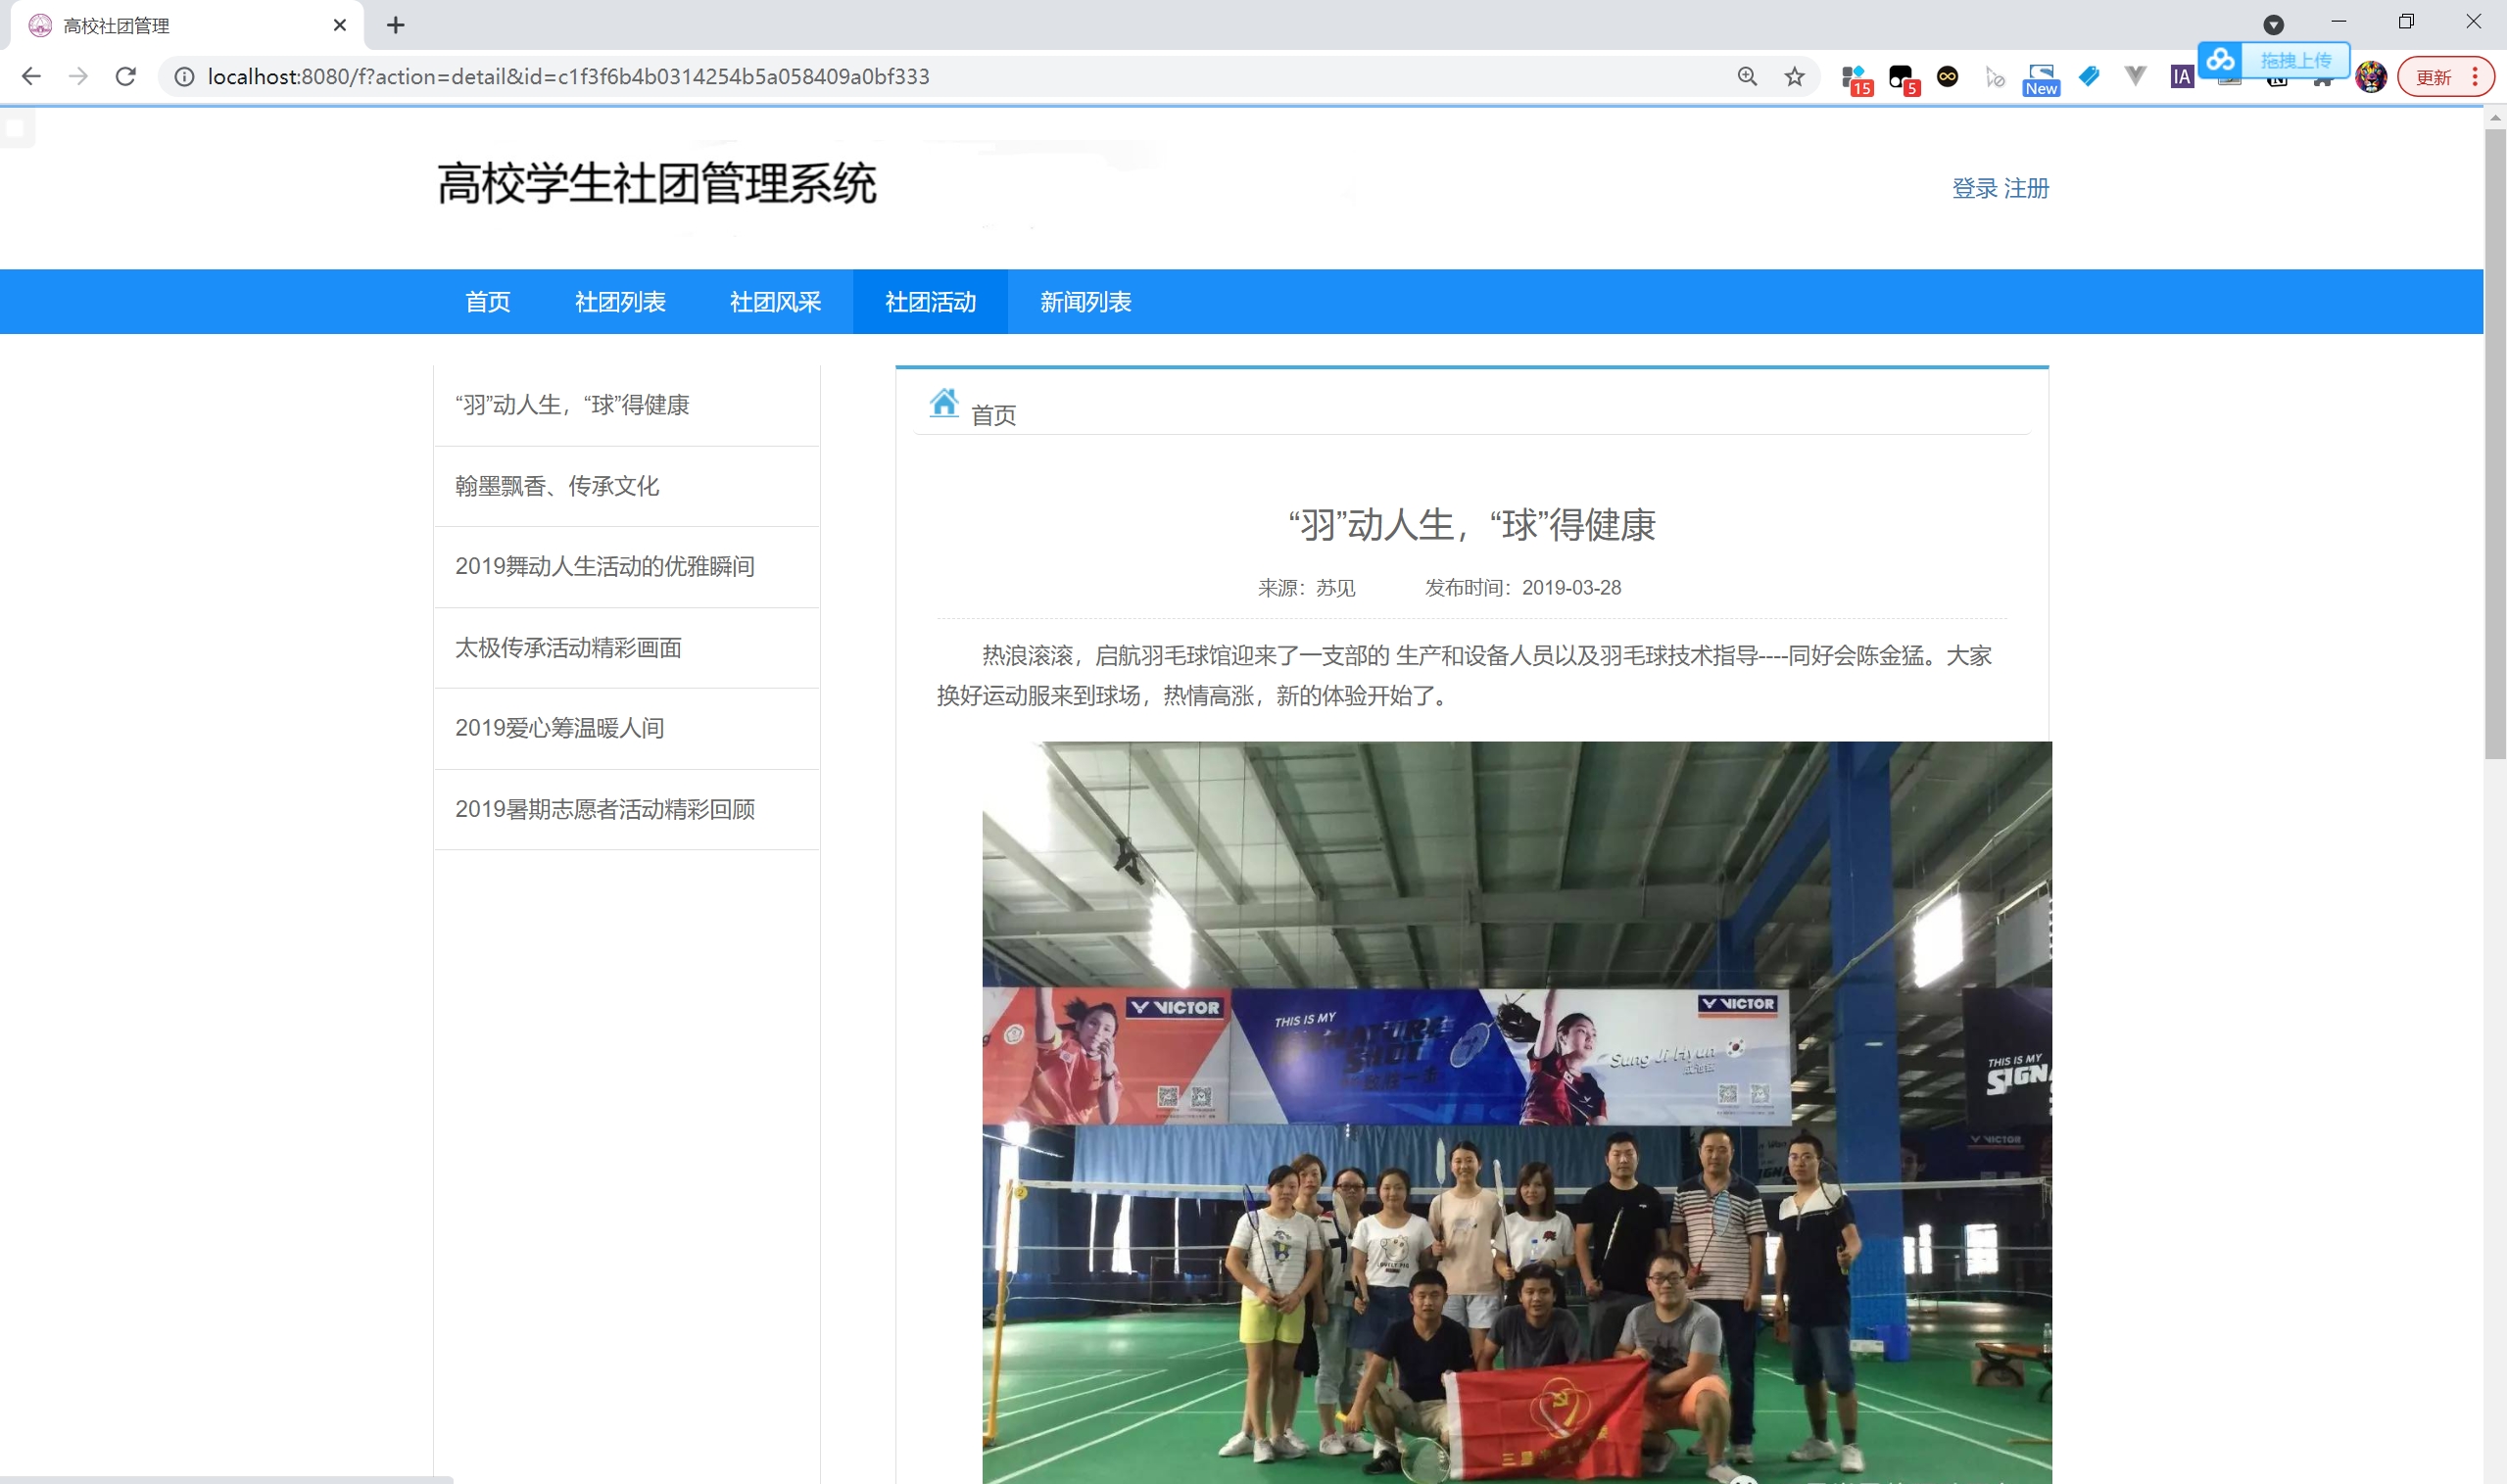 高校社团管理
localhost:8080/f?action=detail&id=c1f3f6b4b0314254b5a058409a0bf333
15
5
New
IA
拖拽上传
更新
高校学生社团管理系统
登录 注册
首页
社团列表
社团风采
社团活动
新闻列表
“羽”动人生，“球”得健康
翰墨飘香、传承文化
2019舞动人生活动的优雅瞬间
太极传承活动精彩画面
2019爱心筹温暖人间
2019暑期志愿者活动精彩回顾
首页
“羽”动人生，“球”得健康
来源：苏见
发布时间：2019-03-28
热浪滚滚，启航羽毛球馆迎来了一支部的 生产和设备人员以及羽毛球技术指导----同好会陈金猛。大家
换好运动服来到球场，热情高涨，新的体验开始了。
VICTOR
THIS IS MY
SIGNATURE
SHOT
VICTOR
Sung Ji Hyun
THIS IS MY
SIGN
VICTOR
LOVELY PIG
2